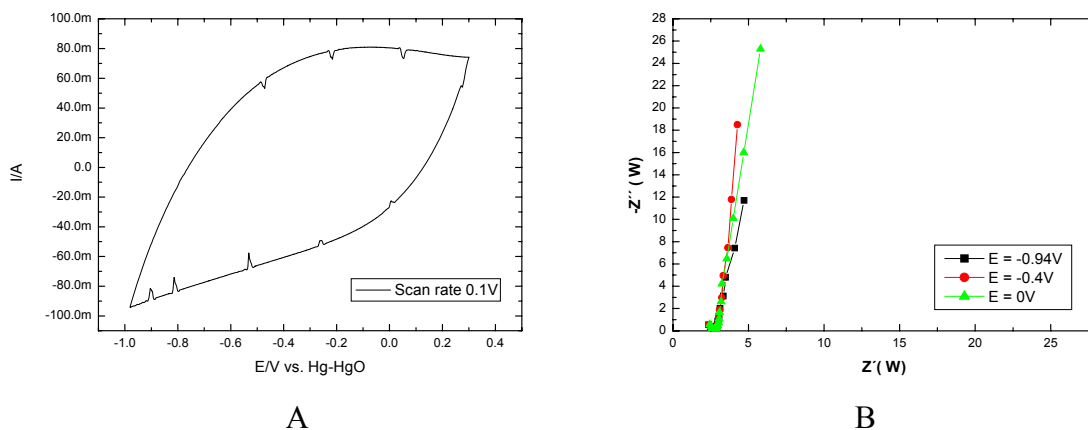 I/A
80.0m
60.0m
40.0m
20.0m
0.0
-20.0m
-40.0m
-60.0m
-80.0m
-100.0m
Scan rate 0.1V
-1.0 -0.8 -0.6 -0.4 -0.2 0.0 0.2 0.4
E/V vs. Hg-HgO
A
-Z´´ ( W)
28
26
24
22
20
18
16
14
12
10
8
6
4
2
0
E = -0.94V
E = -0.4V
E = 0V
0 5 10 15 20 25
Z´( W)
B